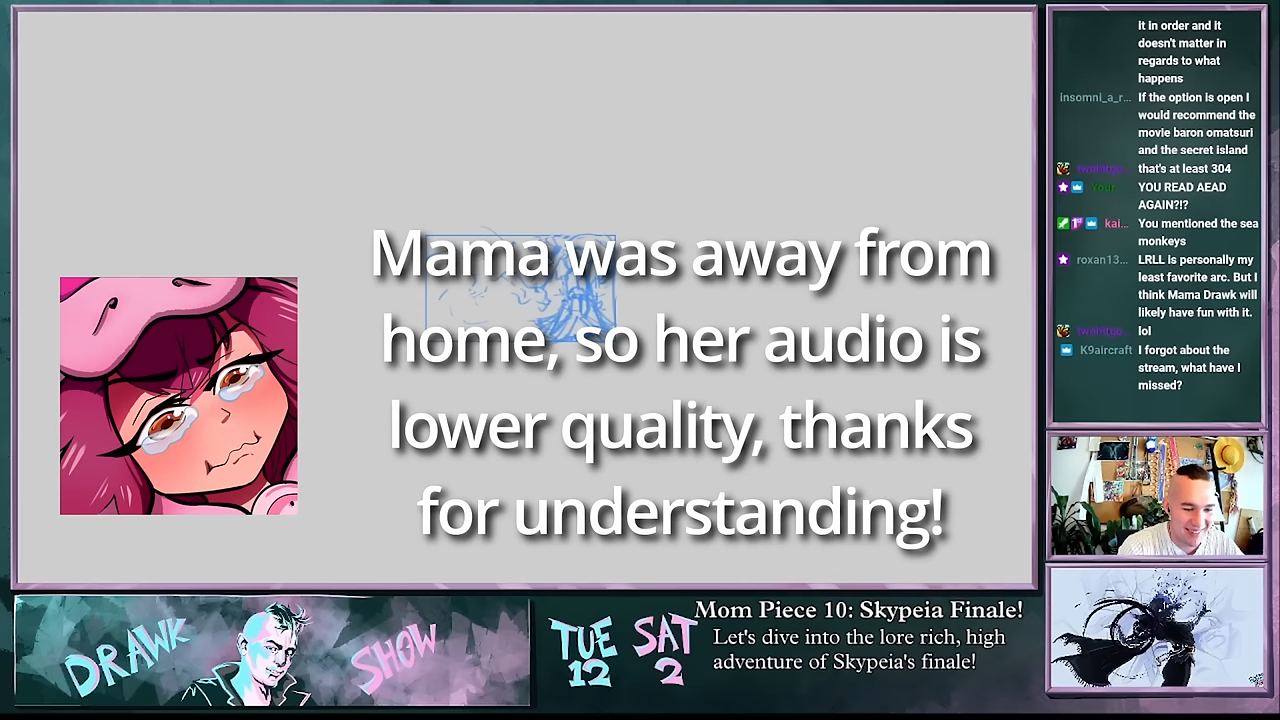 Mama was away from
home, so her audio is
lower quality, thanks
for understanding!
it in order and it
doesn't matter in
regards to what
happens
insomni_a_r... If the option is open I
would recommend the
movie baron omatsuri
and the secret island
that's at least 304
YOU READ AEAD
AGAIN?!?
kai... You mentioned the sea
monkeys
roxan13... LRLL is personally my
least favorite arc. But I
think Mama Drawk will
likely have fun with it.
lol
K9aircraft I forgot about the
stream, what have I
missed?
DRAWK SHOW
TUE 12
SAT 2
Mom Piece 10: Skypeia Finale!
Let's dive into the lore rich, high
adventure of Skypeia's finale!